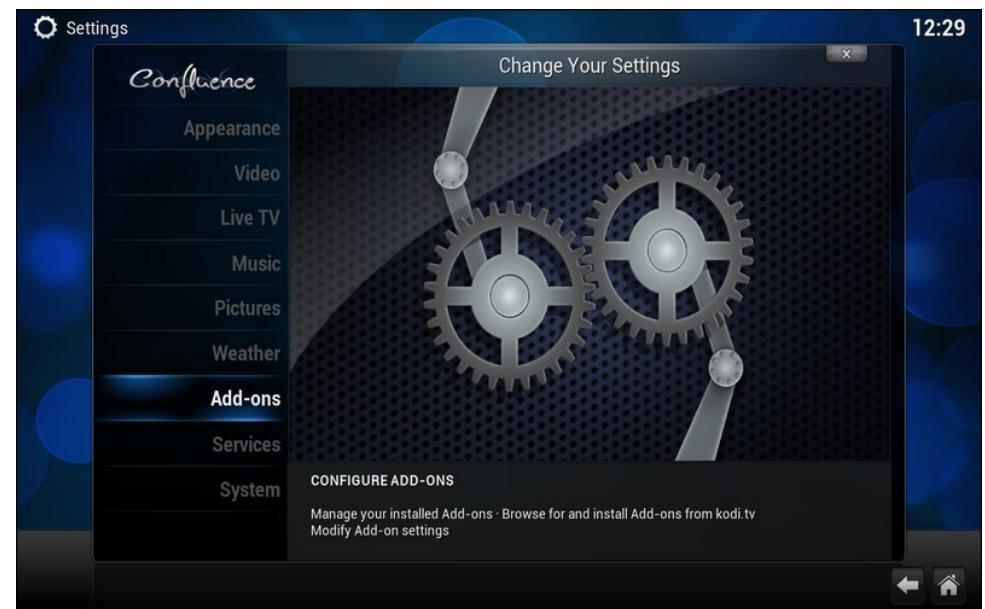 Settings
12:29
Confluence
Change Your Settings
x
Appearance
Video
Live TV
Music
Pictures
Weather
Add-ons
Services
System
CONFIGURE ADD-ONS
Manage your installed Add-ons · Browse for and install Add-ons from kodi.tv
Modify Add-on settings